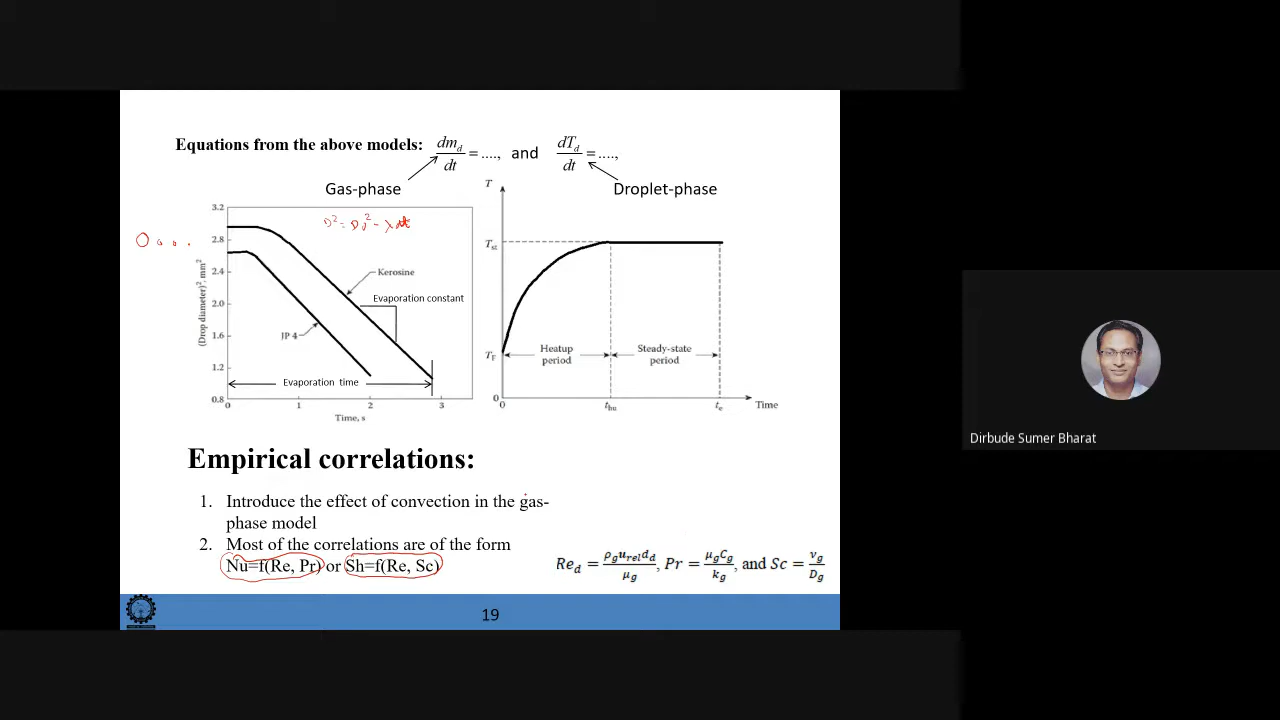 Equations from the above models: dm_d/dt = ...., and dT_d/dt = ....,
Gas-phase
Droplet-phase
D² = D₀² - λt
3.2
2.8
2.4
2.0
1.6
1.2
0.8
(Drop diameter)², mm²
Kerosine
Evaporation constant
JP 4
Evaporation time
0 1 2 3
Time, s
T
T_st
T_F
0
Heatup period
Steady-state period
0 t_hu t_e Time
Empirical correlations:
1. Introduce the effect of convection in the gas-
phase model
2. Most of the correlations are of the form
Nu=f(Re, Pr) or Sh=f(Re, Sc)
Re_d = ρ_g u_rel d_d / μ_g, Pr = μ_g C_g / k_g, and Sc = ν_g / D_g
19
Dirbude Sumer Bharat